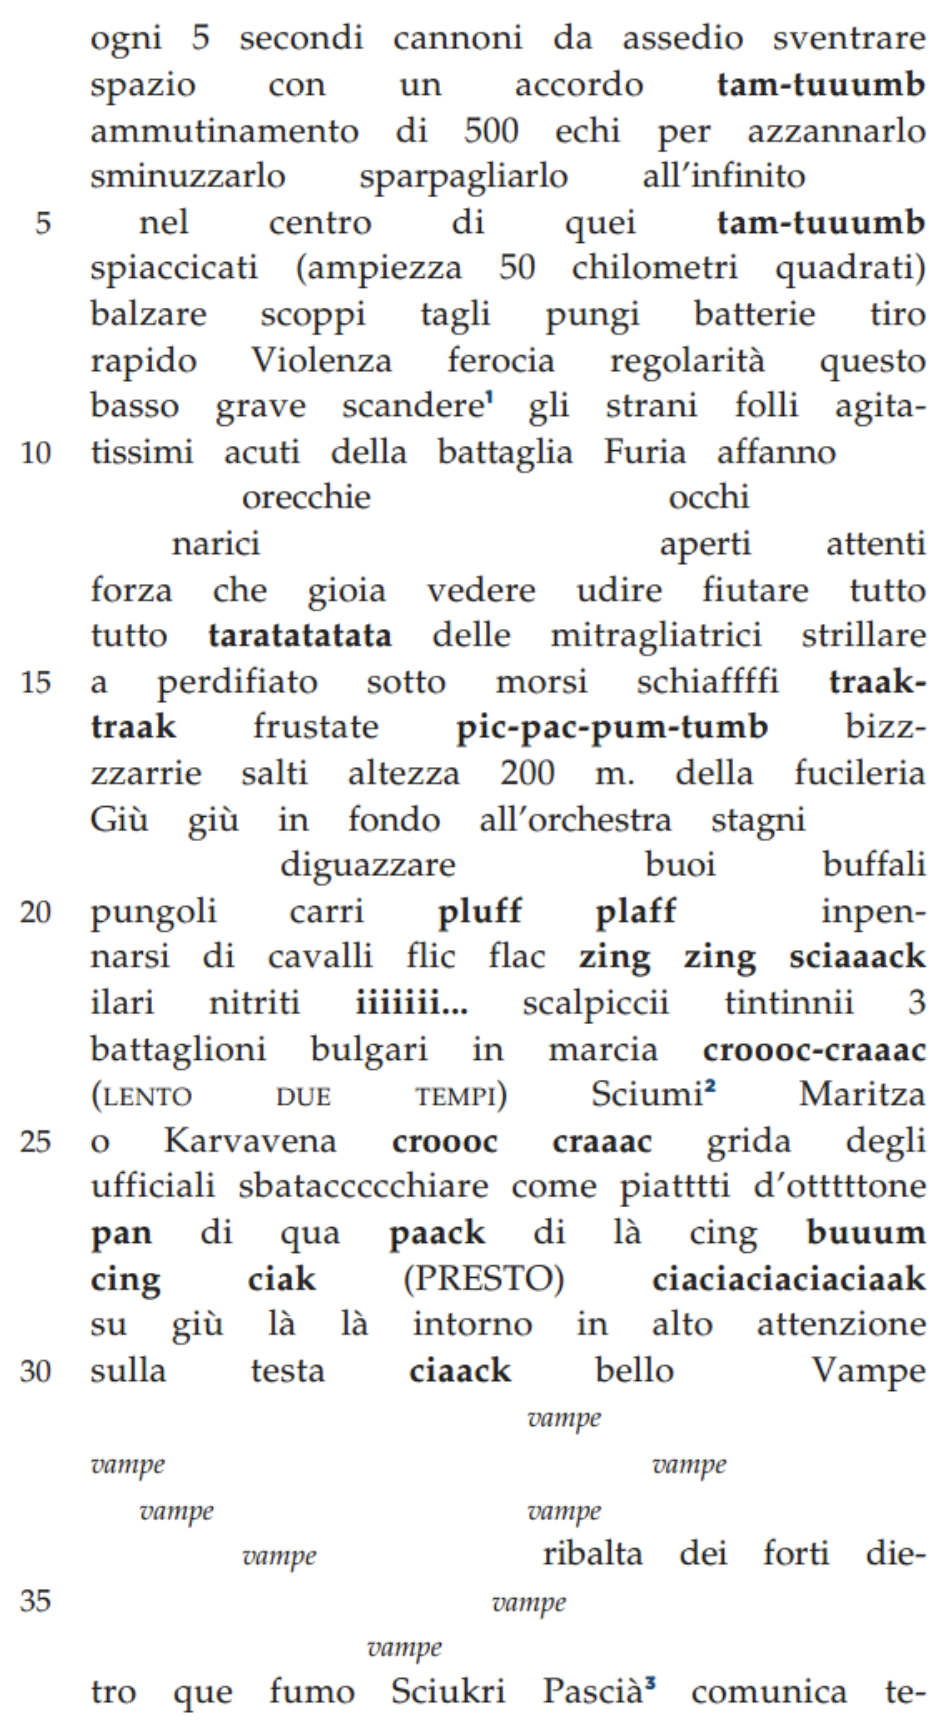 ogni 5 secondi cannoni da assedio sventrare
spazio con un accordo tam-tuuumb
ammutinamento di 500 echi per azzannarlo
sminuzzarlo sparpagliarlo all'infinito
5 nel centro di quei tam-tuuumb
spiaccicati (ampiezza 50 chilometri quadrati)
balzare scoppi tagli pungi batterie tiro
rapido Violenza ferocia regolarità questo
basso grave scandere¹ gli strani folli agita-
10 tissimi acuti della battaglia Furia affanno
orecchie occhi
narici aperti attenti
forza che gioia vedere udire fiutare tutto
tutto taratatatata delle mitragliatrici strillare
15 a perdifiato sotto morsi schiaffffi traak-
traak frustate pic-pac-pum-tumb bizz-
zzarrie salti altezza 200 m. della fucileria
Giù giù in fondo all'orchestra stagni
diguazzare buoi buffali
20 pungoli carri pluff plaff inpen-
narsi di cavalli flic flac zing zing sciaaack
ilari nitriti iiiiiii... scalpiccii tintinnii 3
battaglioni bulgari in marcia croooc-craaac
(LENTO DUE TEMPI) Sciumi² Maritza
25 o Karvavena croooc craaac grida degli
ufficiali sbataccccchiare come piatttti d'otttttone
pan di qua paack di là cing buuum
cing ciak (PRESTO) ciaciaciaciaciaak
su giù là là intorno in alto attenzione
30 sulla testa ciaack bello Vampe
vampe
vampe vampe
vampe vampe
vampe ribalta dei forti die-
35 vampe
vampe
tro que fumo Sciukri Pascià³ comunica te-